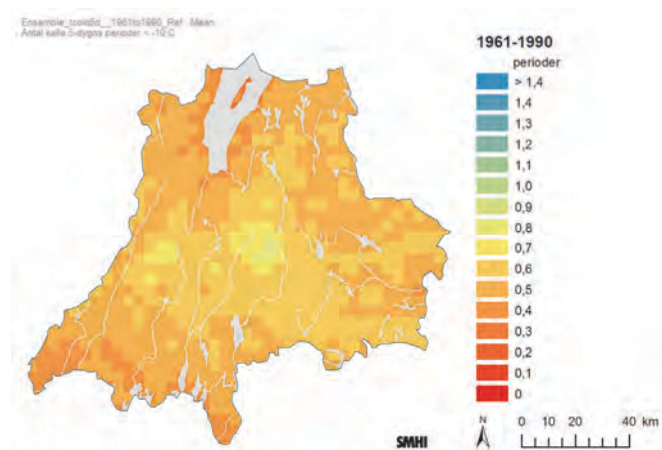 Ensamble_tcold5d__1961to1990_Ref Mean
Antal kalla 5-dygns perioder < -10 C
1961-1990
perioder
> 1,4
1,4
1,3
1,2
1,1
1,0
0,9
0,8
0,7
0,6
0,5
0,4
0,3
0,2
0,1
0
SMHI
N
0 10 20 40 km